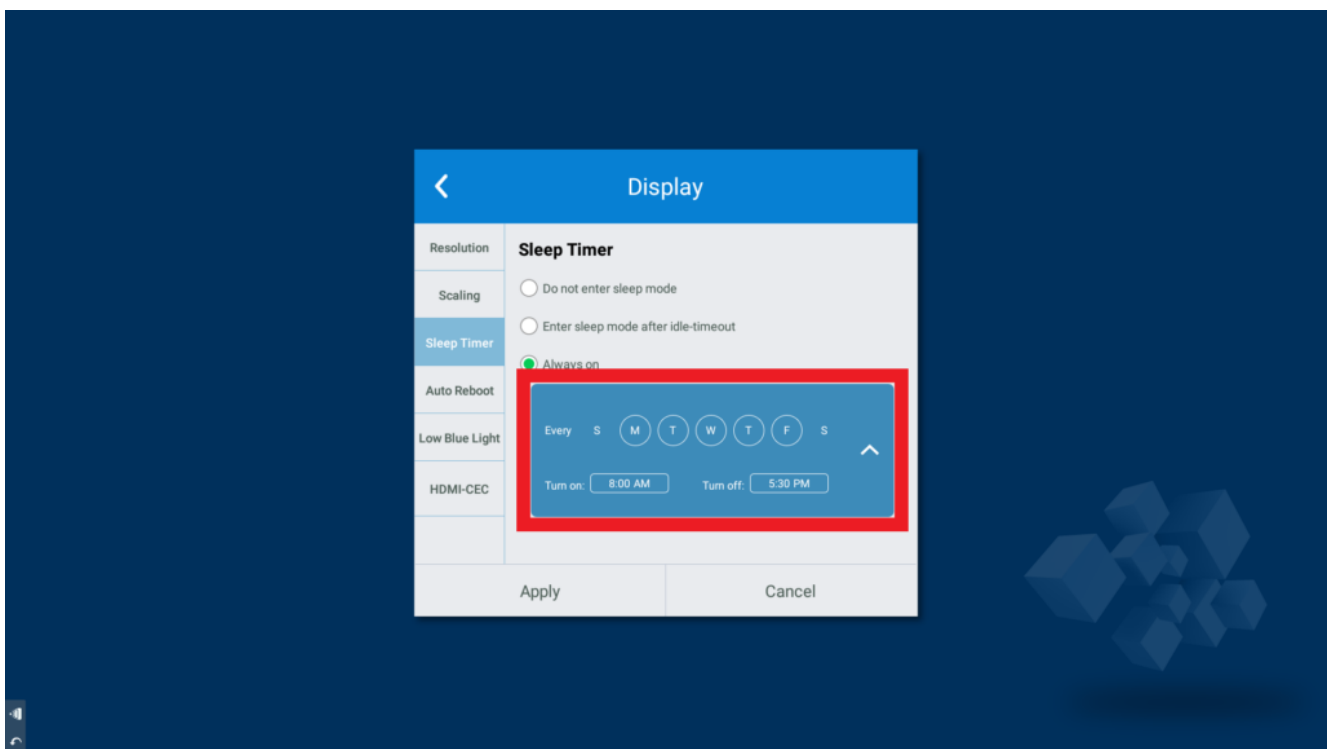 Display
Resolution
Scaling
Sleep Timer
Auto Reboot
Low Blue Light
HDMI-CEC
Sleep Timer
Do not enter sleep mode
Enter sleep mode after idle-timeout
Always on
Every S M T W T F S
Turn on: 8:00 AM Turn off: 5:30 PM
Apply Cancel